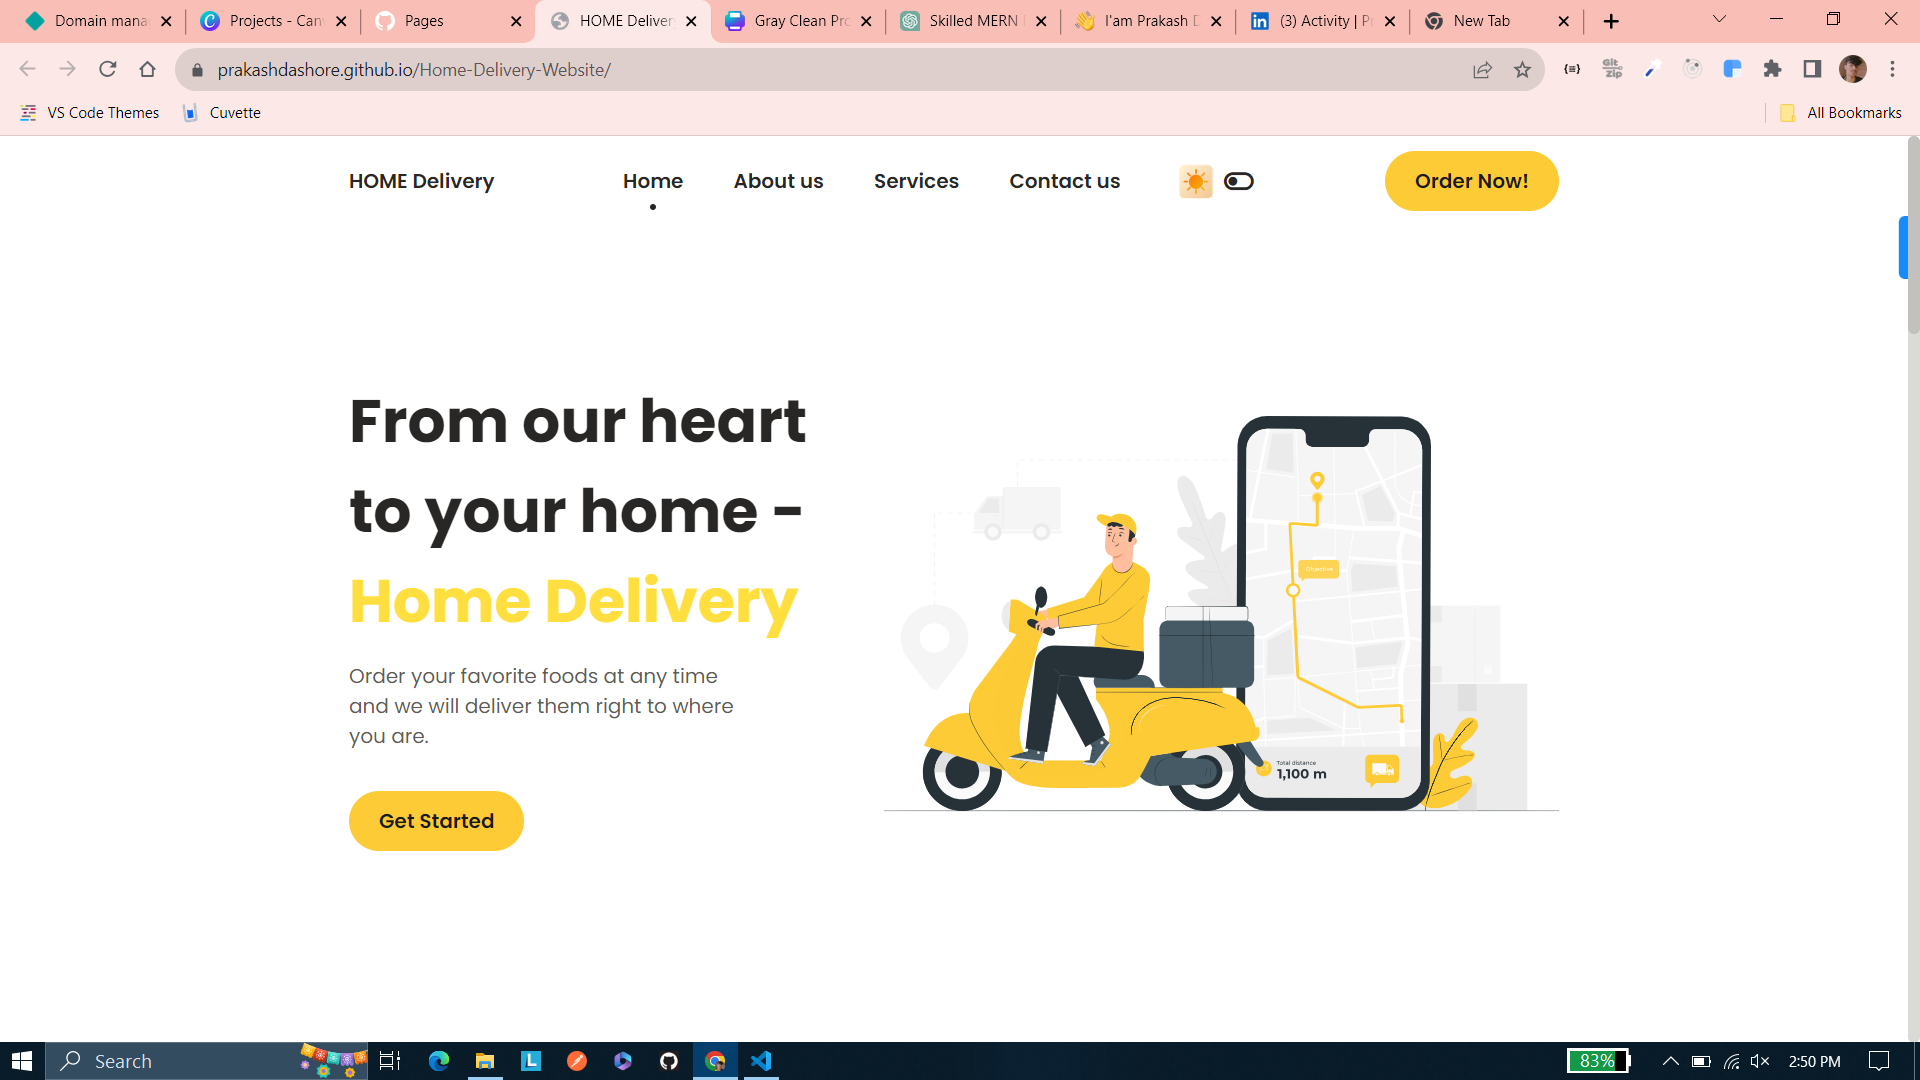 Domain mana
Projects - Can
Pages
HOME Deliver
Gray Clean Pro
Skilled MERN
I'am Prakash D
(3) Activity | P
New Tab
prakashdashore.github.io/Home-Delivery-Website/
Git Zip
VS Code Themes
Cuvette
All Bookmarks
HOME Delivery
Home
About us
Services
Contact us
Order Now!
From our heart
to your home -
Home Delivery
Order your favorite foods at any time
and we will deliver them right to where
you are.
Get Started
Objective
Total distance
1,100 m
Search
83%
2:50 PM